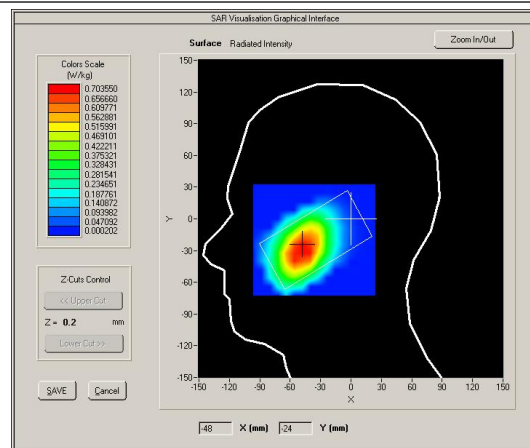 SAR Visualisation Graphical Interface
Surface Radiated Intensity
Zoom In/Out
Colors Scale
(W/kg)
0.703550
0.656660
0.609771
0.562881
0.515991
0.469101
0.422211
0.375321
0.328431
0.281541
0.234651
0.187761
0.140872
0.093982
0.047092
0.000202
Z-Cuts Control
<< Upper Cut
Z = 0.2 mm
Lower Cut >>
SAVE Cancel
150
120
90
60
30
0
-30
-60
-90
-120
-150
Y
-150 -120 -90 -60 -30 0 30 60 90 120 150
X
-48 X (mm) -24 Y (mm)